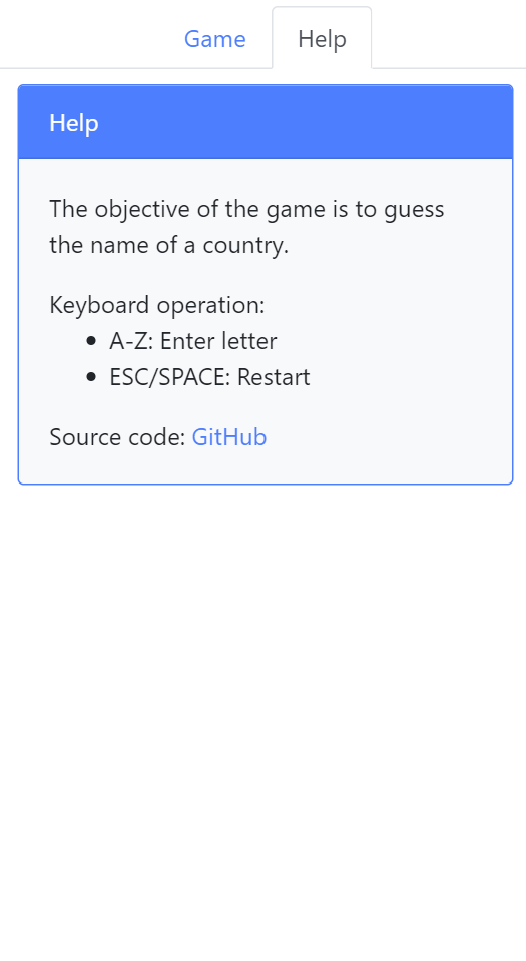 Game Help
Help
The objective of the game is to guess
the name of a country.
Keyboard operation:
A-Z: Enter letter
ESC/SPACE: Restart
Source code: GitHub